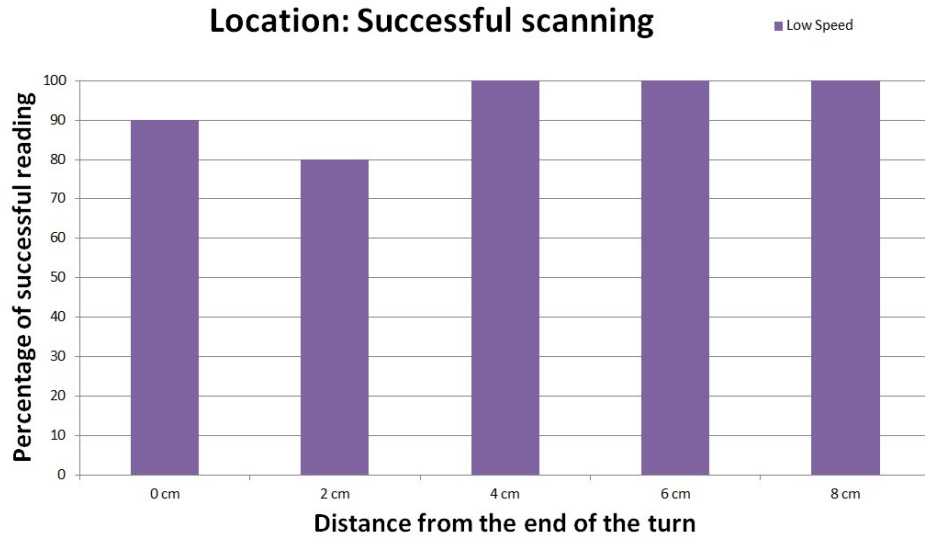 Location: Successful scanning
Low Speed
Percentage of successful reading
100
90
80
70
60
50
40
30
20
10
0
0 cm 2 cm 4 cm 6 cm 8 cm
Distance from the end of the turn